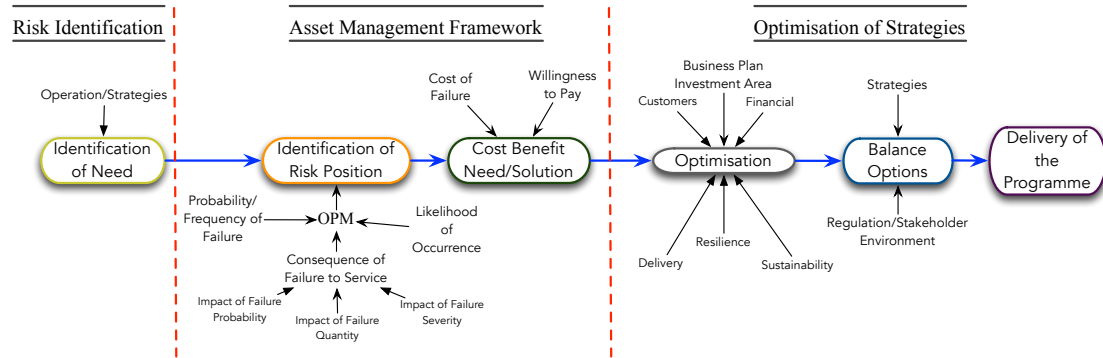 Risk Identification
Asset Management Framework
Optimisation of Strategies
Operation/Strategies
Identification
of Need
Cost of
Failure
Willingness
to Pay
Identification of
Risk Position
Cost Benefit
Need/Solution
Probability/
Frequency of
Failure
OPM
Likelihood
of
Occurrence
Consequence of
Failure to Service
Impact of Failure
Probability
Impact of Failure
Quantity
Impact of Failure
Severity
Business Plan
Investment Area
Customers
Financial
Optimisation
Delivery
Resilience
Sustainability
Strategies
Balance
Options
Regulation/Stakeholder
Environment
Delivery of
the
Programme